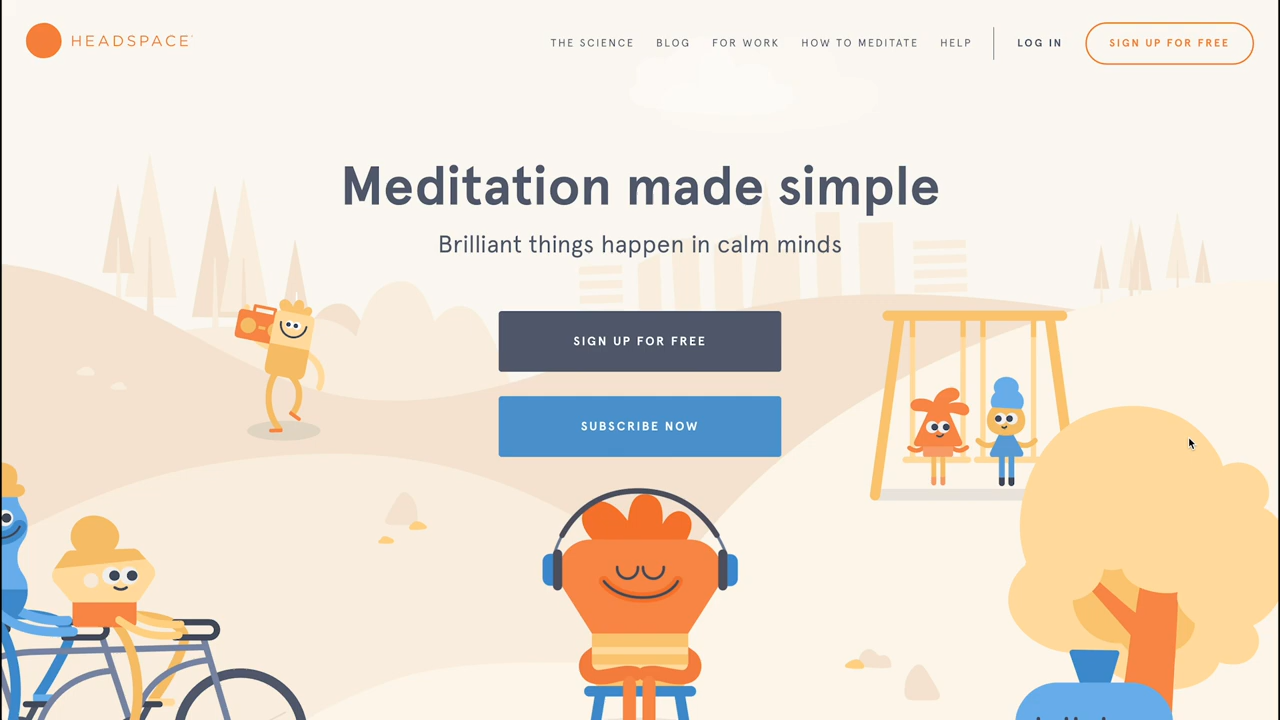 HEADSPACE
THE SCIENCE BLOG FOR WORK HOW TO MEDITATE HELP LOG IN SIGN UP FOR FREE
Meditation made simple
Brilliant things happen in calm minds
SIGN UP FOR FREE
SUBSCRIBE NOW